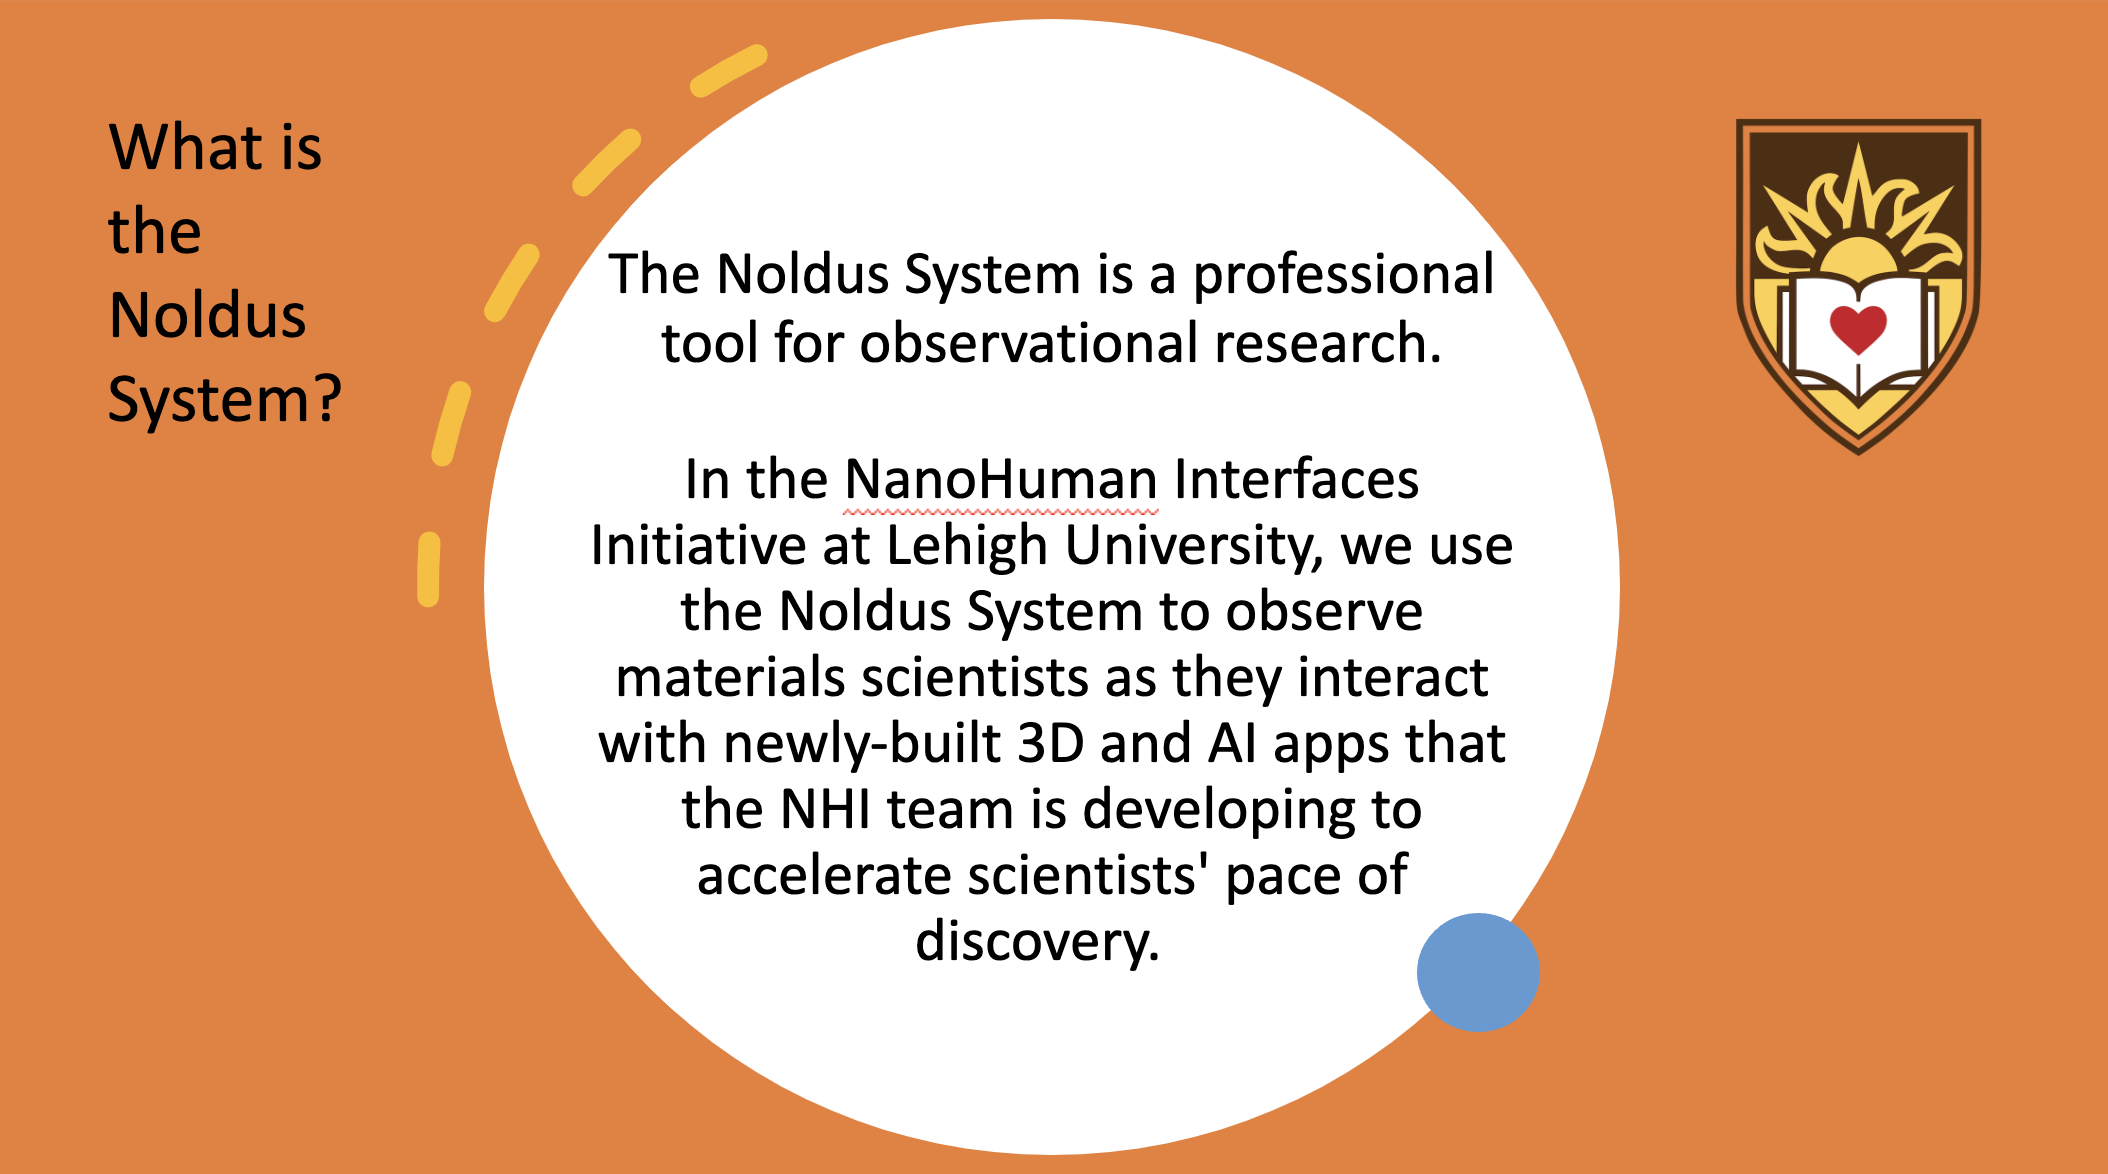 What is
the
Noldus
System?
The Noldus System is a professional
tool for observational research.
In the NanoHuman Interfaces
Initiative at Lehigh University, we use
the Noldus System to observe
materials scientists as they interact
with newly-built 3D and AI apps that
the NHI team is developing to
accelerate scientists' pace of
discovery.